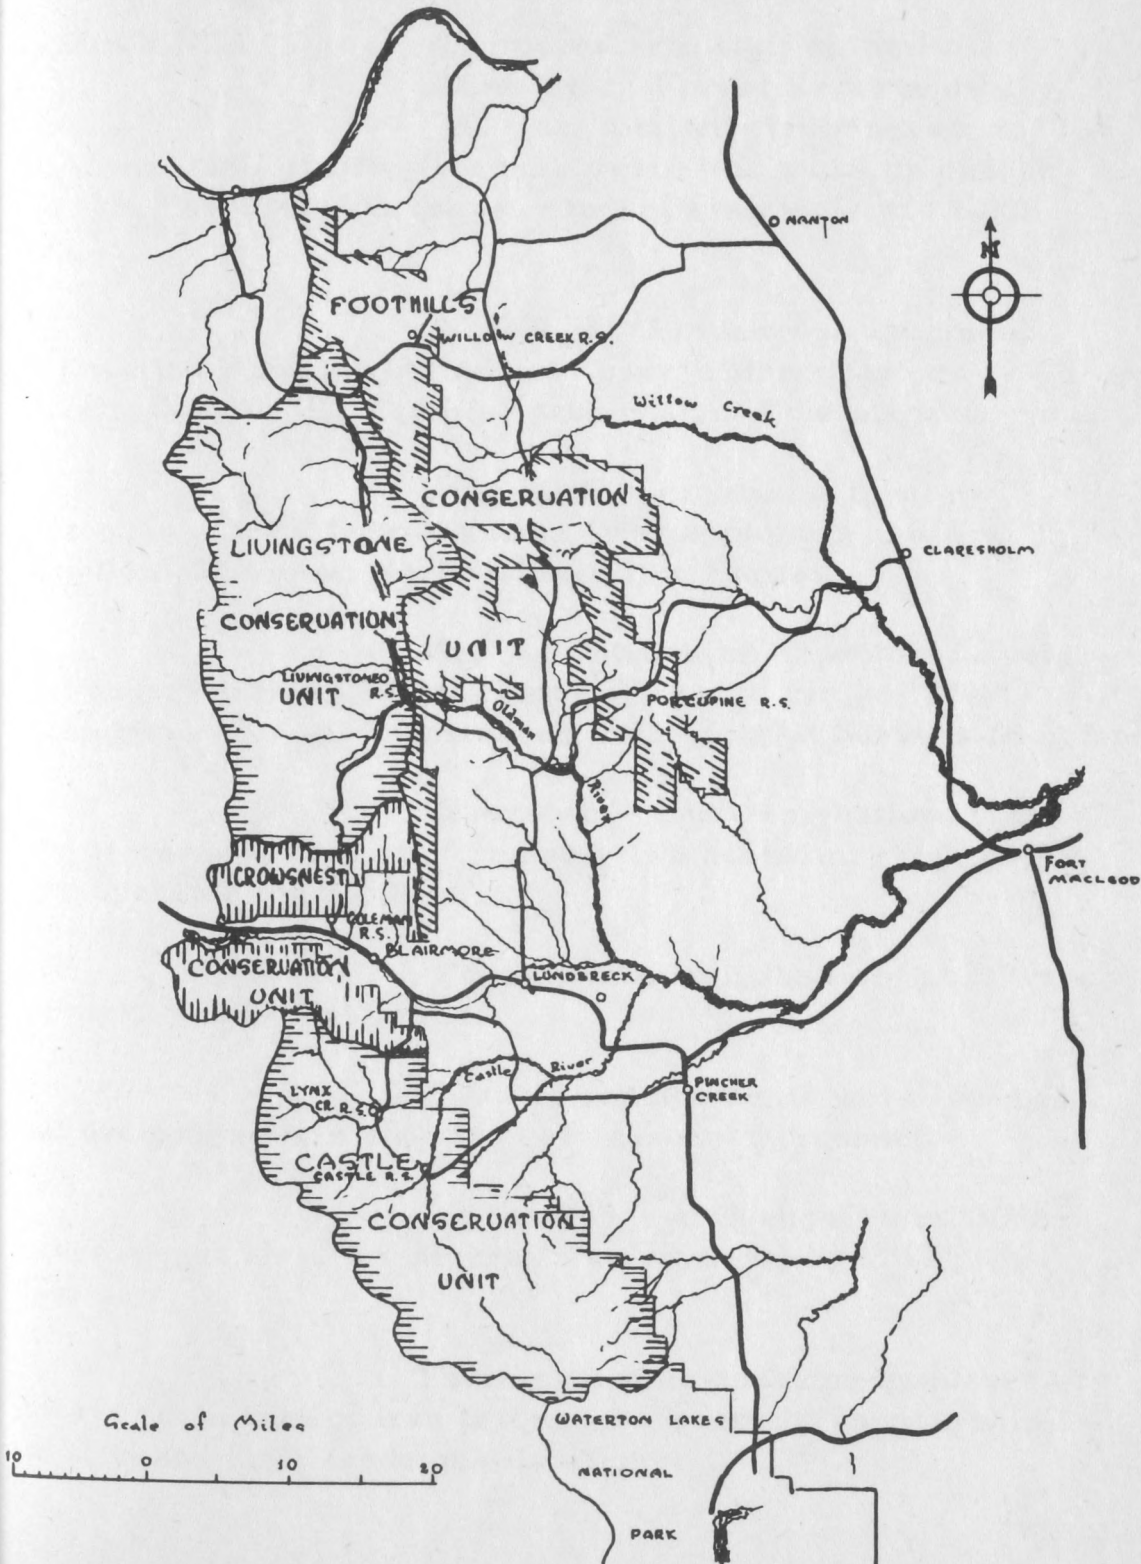 NANTON
N
FOOTHILLS
WILLOW CREEK R.S.
Willow Creek
CONSERVATION
LIVINGSTONE
CLARESHOLM
CONSERVATION
UNIT
LIVINGSTONE
R.S.
UNIT
PORCUPINE R.S.
Oldman
River
CROWSNEST
FORT
MACLEOD
COLEMAN
R.S.
BLAIRMORE
CONSERVATION
UNIT
LUNDBRECK
Castle River
PINCHER
CREEK
LYNX
CR. R.S.
CASTLE
CASTLE R.S.
CONSERVATION
UNIT
WATERTON LAKES
NATIONAL
PARK
Scale of Miles
10 0 10 20